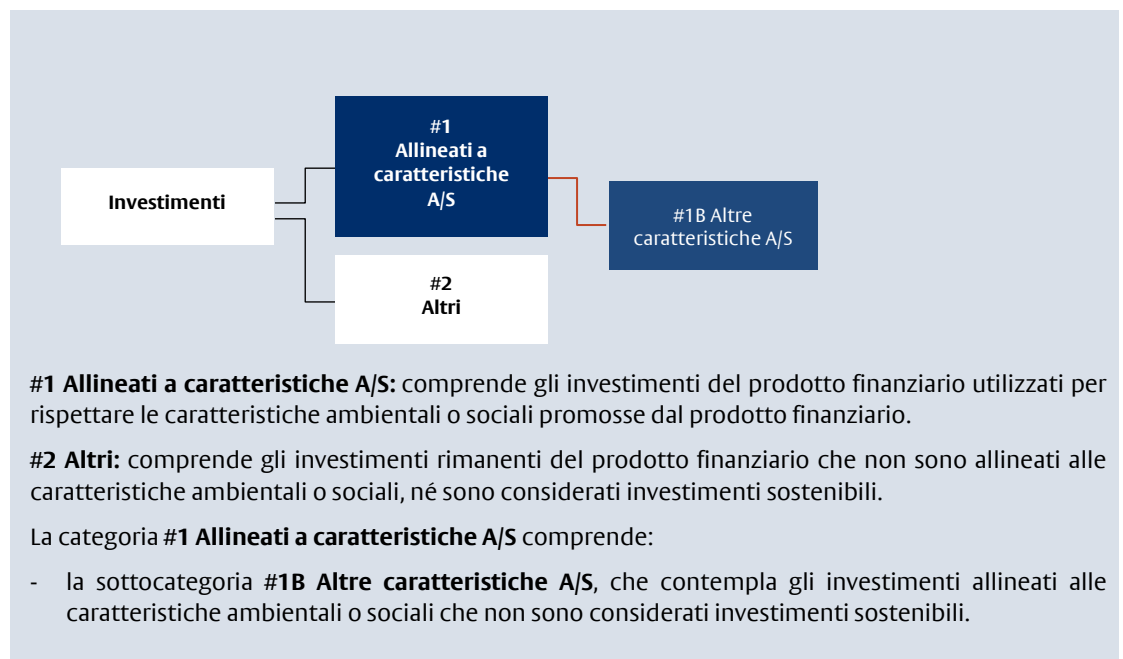 Investimenti
#1
Allineati a
caratteristiche
A/S
#1B Altre
caratteristiche A/S
#2
Altri
#1 Allineati a caratteristiche A/S: comprende gli investimenti del prodotto finanziario utilizzati per
rispettare le caratteristiche ambientali o sociali promosse dal prodotto finanziario.
#2 Altri: comprende gli investimenti rimanenti del prodotto finanziario che non sono allineati alle
caratteristiche ambientali o sociali, né sono considerati investimenti sostenibili.
La categoria #1 Allineati a caratteristiche A/S comprende:
- la sottocategoria #1B Altre caratteristiche A/S, che contempla gli investimenti allineati alle
caratteristiche ambientali o sociali che non sono considerati investimenti sostenibili.